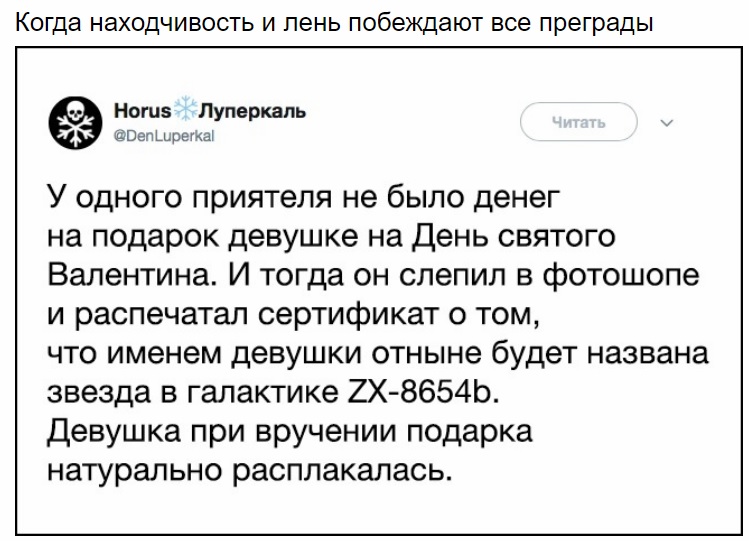 Когда находчивость и лень побеждают все преграды
Horus❄Луперкаль
@DenLuperkal
Читать
У одного приятеля не было денег
на подарок девушке на День святого
Валентина. И тогда он слепил в фотошопе
и распечатал сертификат о том,
что именем девушки отныне будет названа
звезда в галактике ZX-8654b.
Девушка при вручении подарка
натурально расплакалась.